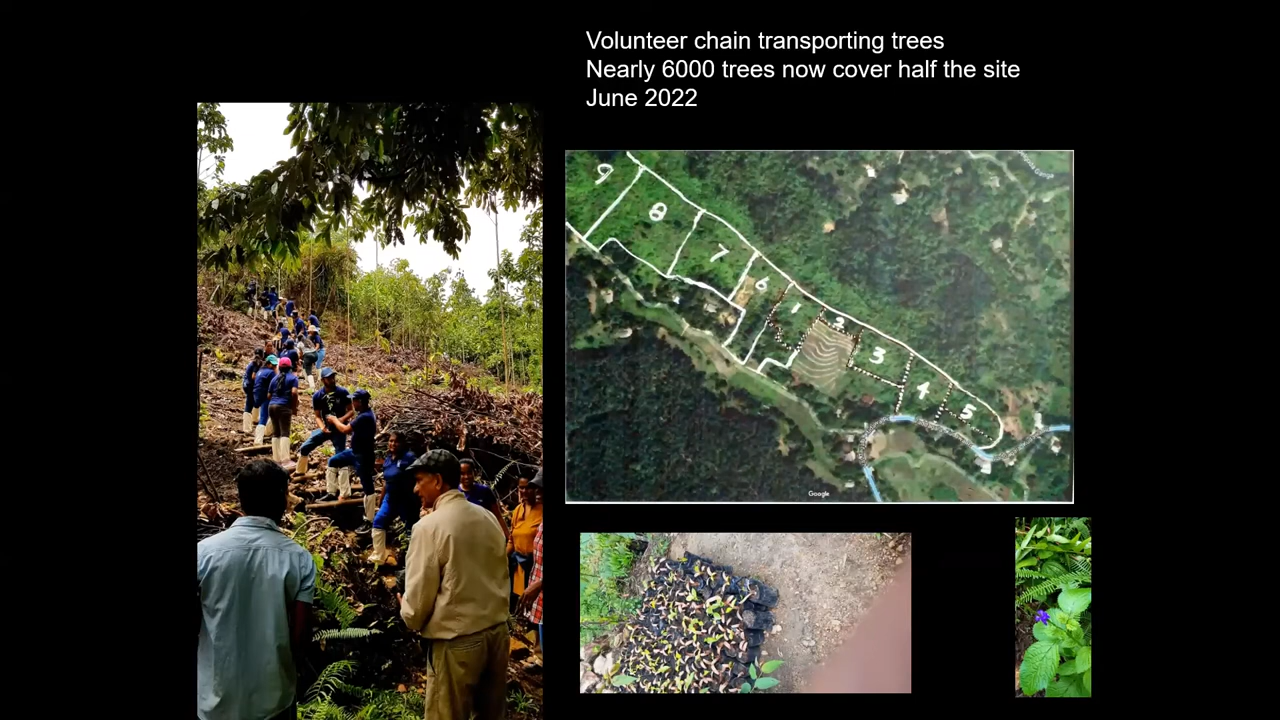 Volunteer chain transporting trees
Nearly 6000 trees now cover half the site
June 2022
9
8
7
6
1
2
3
4
5
Google